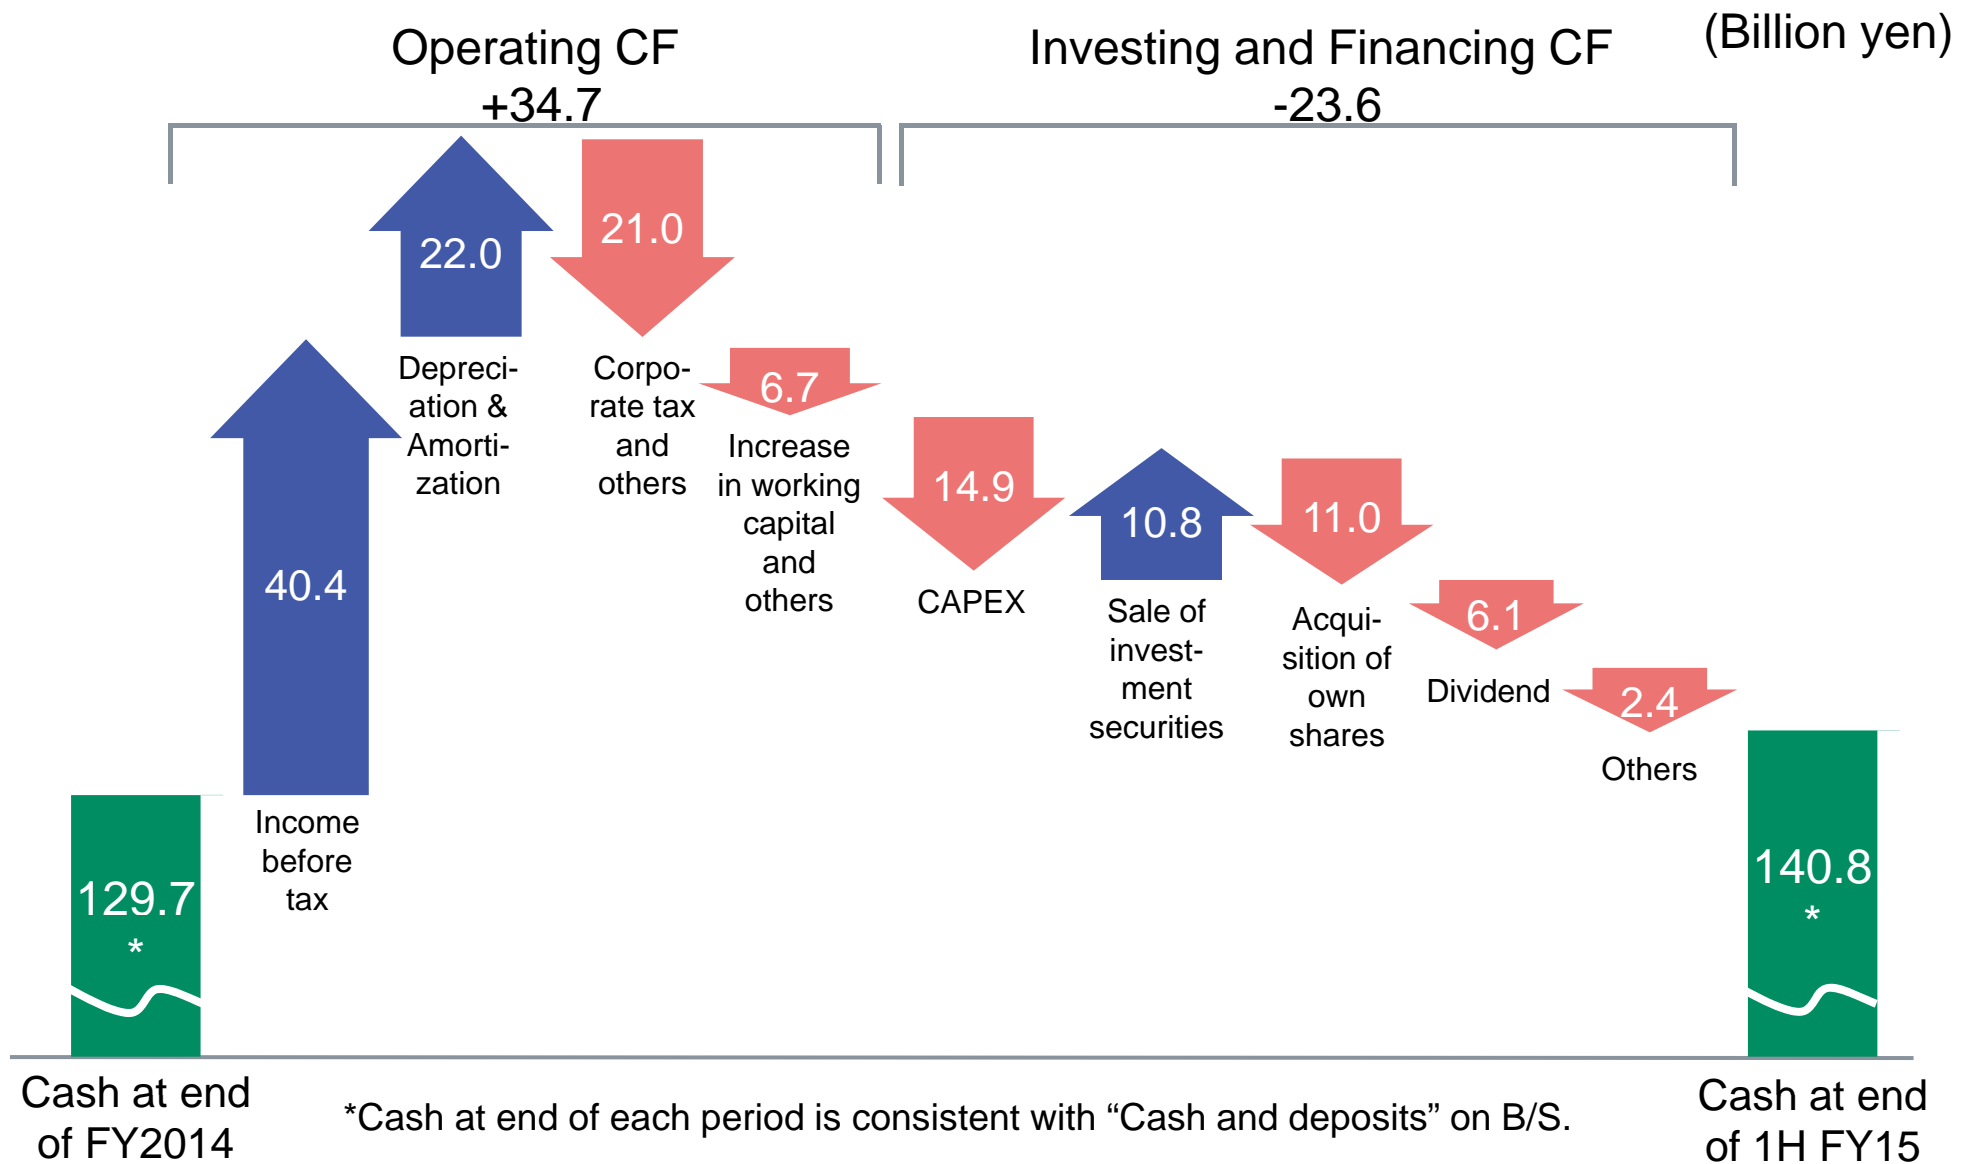 (Billion yen)
Operating CF
+34.7
Investing and Financing CF
-23.6
129.7
*
Cash at end
of FY2014
40.4
Income
before
tax
22.0
Depreci-
ation &
Amorti-
zation
21.0
Corpo-
rate tax
and
others
6.7
Increase
in working
capital
and
others
14.9
CAPEX
10.8
Sale of
invest-
ment
securities
11.0
Acqui-
sition of
own
shares
6.1
Dividend
2.4
Others
140.8
*
Cash at end
of 1H FY15
*Cash at end of each period is consistent with “Cash and deposits” on B/S.